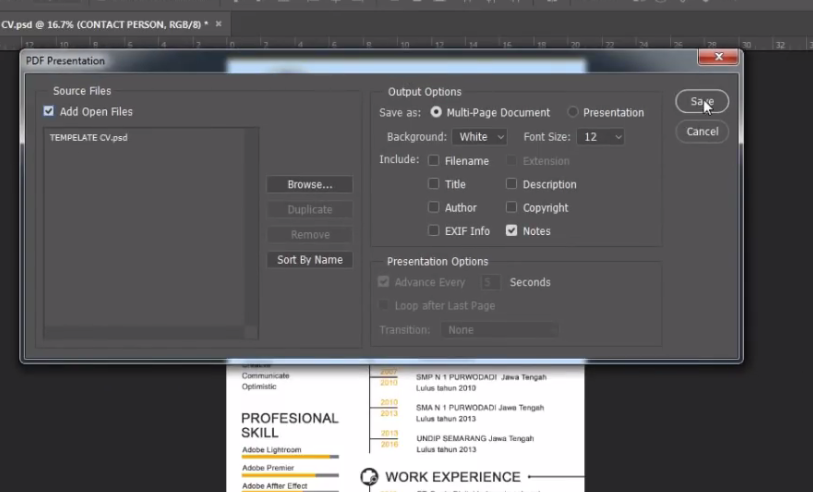 CV.psd @ 16.7% (CONTACT PERSON, RGB/8) * ×
12 10 8 6 4 2 0 2 4 6 8 10 12 14 16 18 20 22 24 26 28 30 32
PDF Presentation
Source Files
Add Open Files
TEMPELATE CV.psd
Browse...
Duplicate
Remove
Sort By Name
Output Options
Save as: Multi-Page Document Presentation
Background: White Font Size: 12
Include: Filename Extension
Title Description
Author Copyright
EXIF Info Notes
Presentation Options
Advance Every 5 Seconds
Loop after Last Page
Transition: None
Save
Cancel
Communicate
Optimistic
PROFESIONAL
SKILL
Adobe Lightroom
Adobe Premier
Adobe Affter Effect
2007
2010
SMP N 1 PURWODADI Jawa Tengah
Lulus tahun 2010
2010
2013
SMA N 1 PURWODADI Jawa Tengah
Lulus tahun 2013
2013
2016
UNDIP SEMARANG Jawa Tengah
Lulus tahun 2013
WORK EXPERIENCE